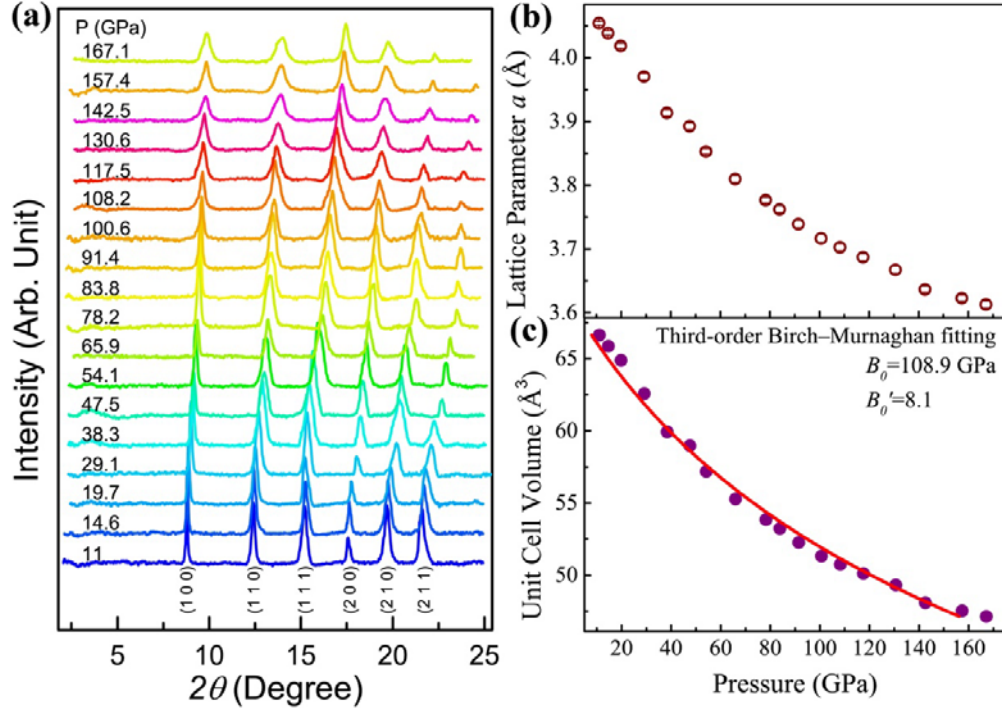 (a)
P (GPa)
167.1
157.4
142.5
130.6
117.5
108.2
100.6
91.4
83.8
78.2
65.9
54.1
47.5
38.3
29.1
19.7
14.6
11
(1 0 0)
(1 1 0)
(1 1 1)
(2 0 0)
(2 1 0)
(2 1 1)
Intensity (Arb. Unit)
5
10
15
20
25
2θ (Degree)
(b)
4.0
3.9
3.8
3.7
3.6
Lattice Parameter a (Å)
(c)
Third-order Birch–Murnaghan fitting
B₀=108.9 GPa
B₀'=8.1
65
60
55
50
Unit Cell Volume (Å³)
20
40
60
80
100
120
140
160
Pressure (GPa)